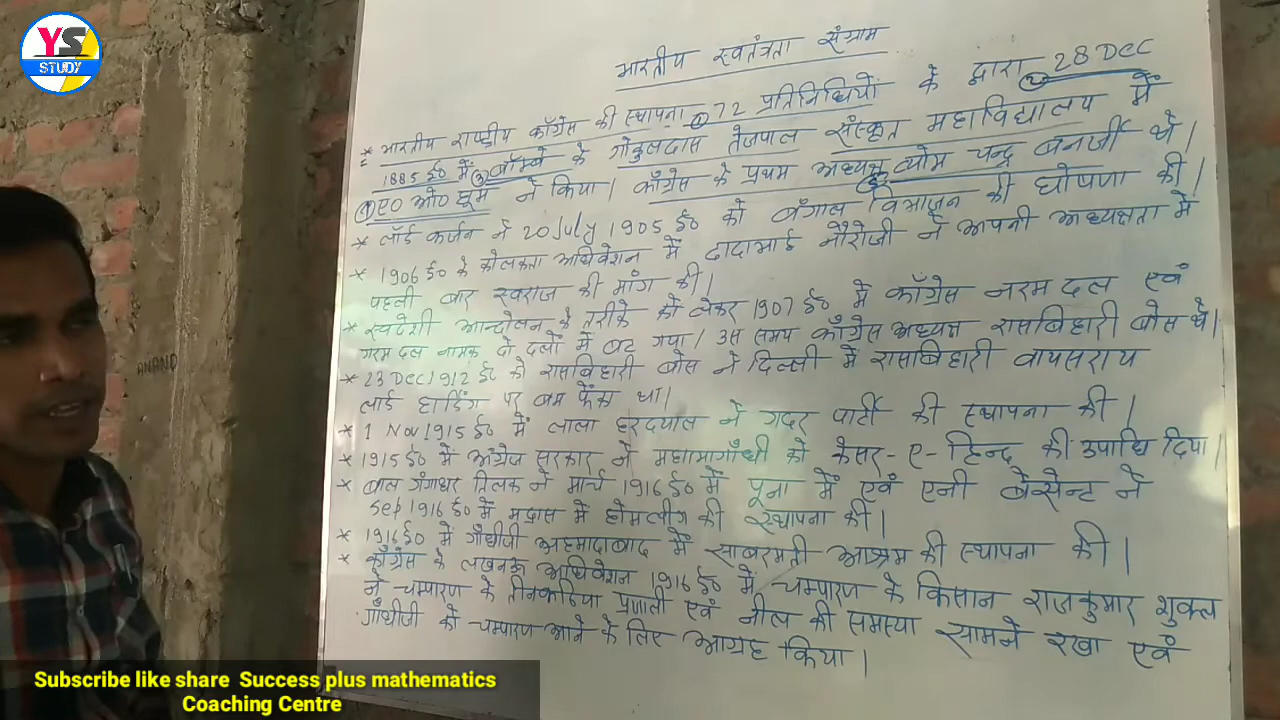 YS
STUDY
भारतीय स्वतंत्रता संग्राम
* भारतीय राष्ट्रीय काँग्रेस की स्थापना 72 प्रतिनिधियों के द्वारा 28 Dec
1885 ई० में बॉम्बे के गोकुलदास तेजपाल संस्कृत महाविद्यालय में
ए० ओ० ह्यूम ने किया। काँग्रेस के प्रथम अध्यक्ष व्योम चन्द्र बनर्जी थे।
* लॉर्ड कर्जन ने 20 July 1905 ई० को बंगाल विभाजन की घोषणा की।
* 1906 ई० के कोलकता अधिवेशन में दादाभाई नौरोजी ने अपनी अध्यक्षता में
पहली बार स्वराज की माँग की।
* स्वदेशी आन्दोलन के तरीके को लेकर 1907 ई० में काँग्रेस नरम दल एवं
गरम दल नामक दो दलों में बट गया। उस समय काँग्रेस अध्यक्ष रासबिहारी बोस थे।
* 23 Dec 1912 ई० को रासबिहारी बोस ने दिल्ली में रासबिहारी वायसराय
लार्ड हार्डिंग पर बम फेंका था।
* 1 Nov 1915 ई० में लाला हरदयाल ने गदर पार्टी की स्थापना की।
* 1915 ई० में अंग्रेज सरकार ने महात्मागाँधी को केसर-ए-हिन्द की उपाधि दिया।
* बाल गंगाधर तिलक ने मार्च 1916 ई० में पूना में एवं एनी बेसेन्ट ने
Sep 1916 ई० में मद्रास में होमलीग की स्थापना की।
* 1916 ई० में गाँधीजी अहमादाबाद में साबरमती आश्रम की स्थापना की।
* काँग्रेस के लखनऊ अधिवेशन 1916 ई० में चम्पारण के किसान राजकुमार शुक्ल
ने चम्पारण के तीनकठिया प्रणाली एवं नील की समस्या सामने रखा एवं
गाँधीजी को चम्पारण आने के लिए आग्रह किया।
ANAND
Subscribe like share Success plus mathematics
Coaching Centre